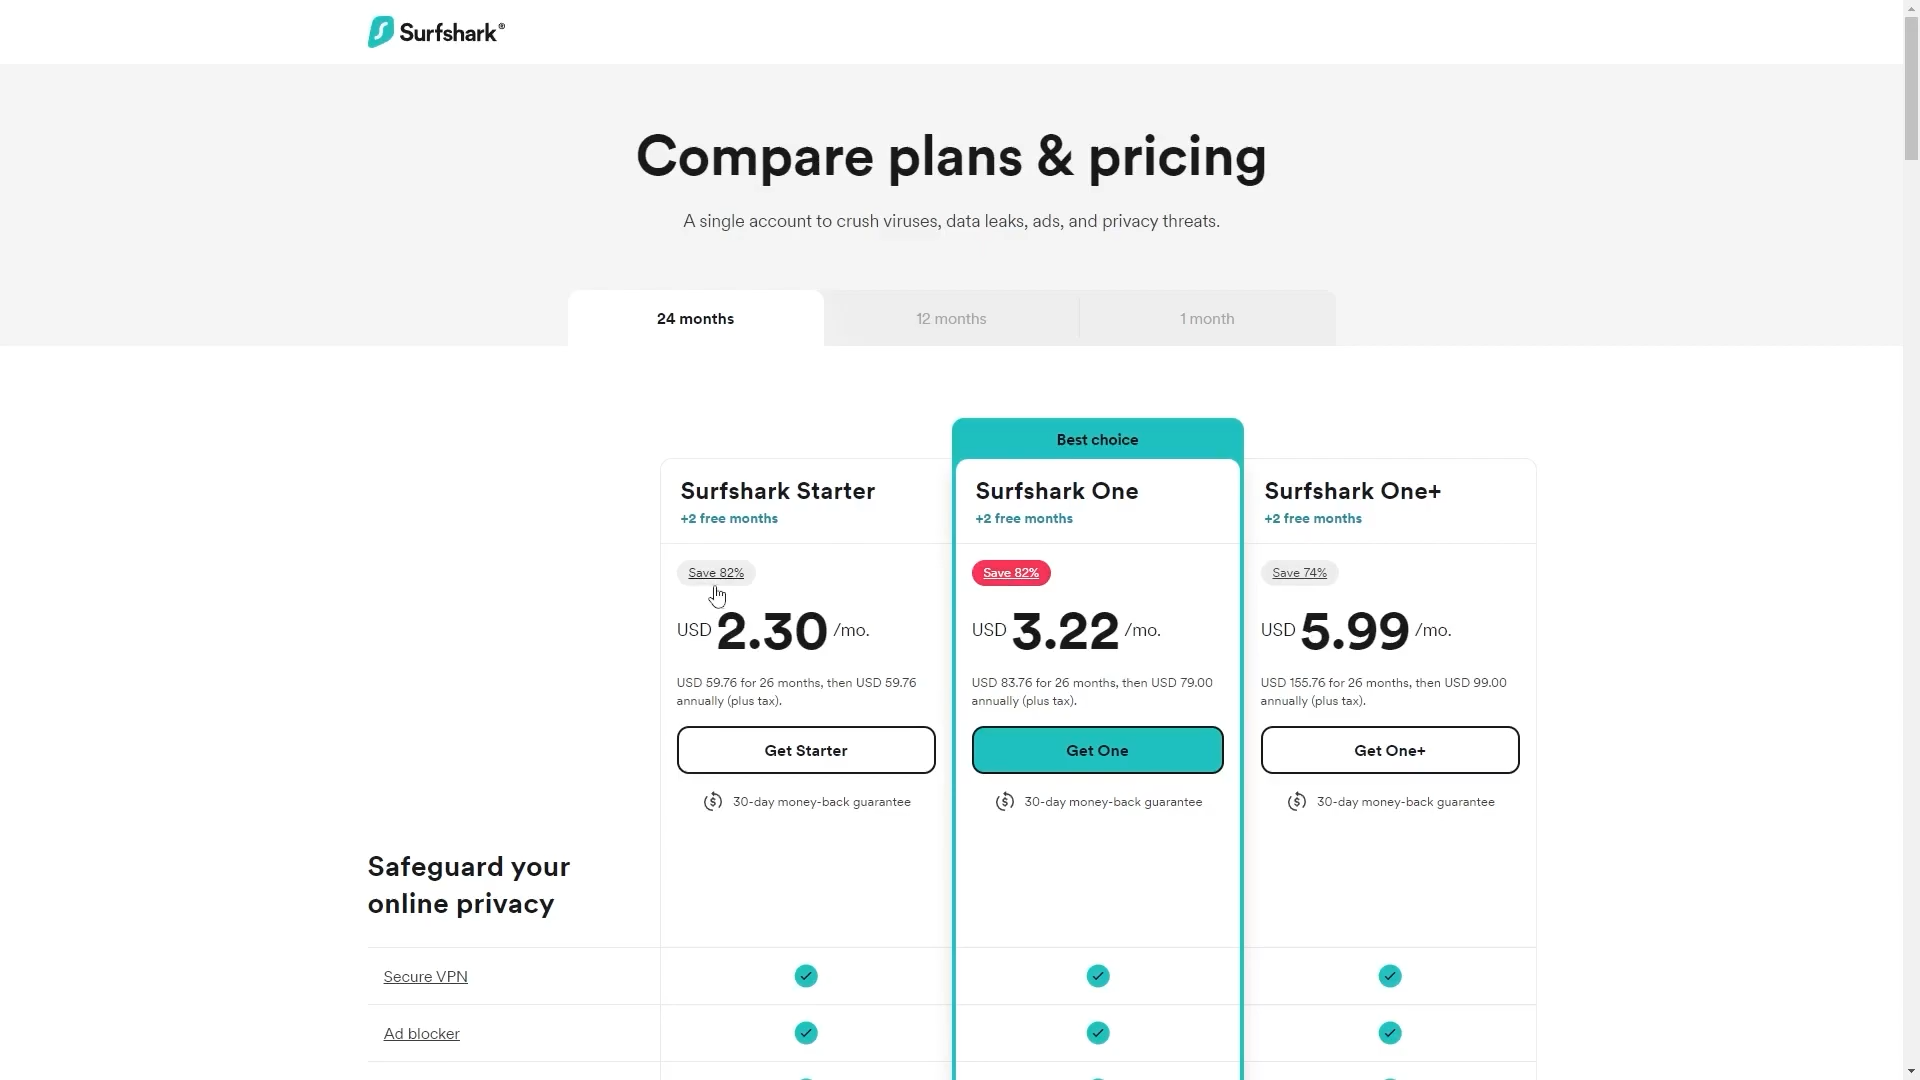 Surfshark®
Compare plans & pricing
A single account to crush viruses, data leaks, ads, and privacy threats.
24 months
12 months
1 month
Best choice
Surfshark Starter
+2 free months
Save 82%
USD 2.30 /mo.
USD 59.76 for 26 months, then USD 59.76
annually (plus tax).
Get Starter
30-day money-back guarantee
Surfshark One
+2 free months
Save 82%
USD 3.22 /mo.
USD 83.76 for 26 months, then USD 79.00
annually (plus tax).
Get One
30-day money-back guarantee
Surfshark One+
+2 free months
Save 74%
USD 5.99 /mo.
USD 155.76 for 26 months, then USD 99.00
annually (plus tax).
Get One+
30-day money-back guarantee
Safeguard your
online privacy
Secure VPN
Ad blocker